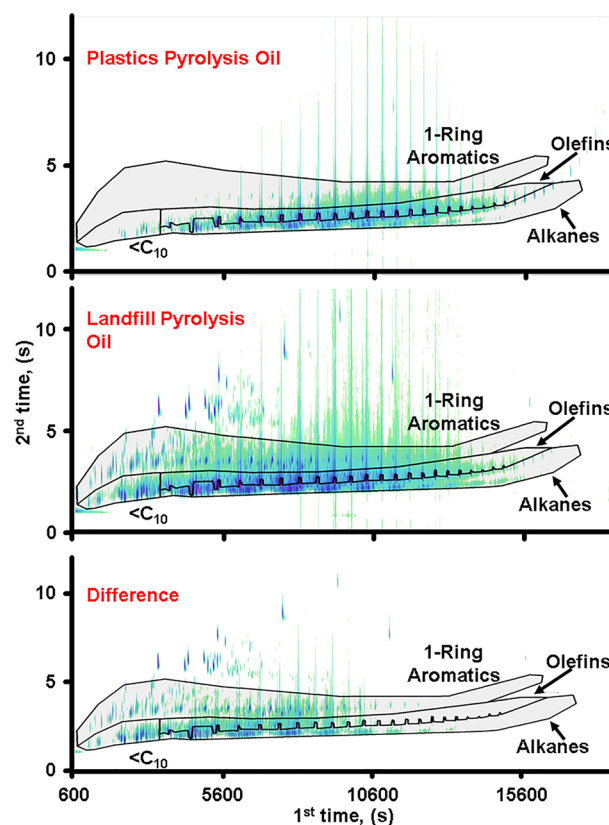 10
Plastics Pyrolysis Oil
1-Ring
Aromatics
Olefins
5
<C10
Alkanes
0
10
Landfill Pyrolysis
Oil
2nd time, (s)
1-Ring
Aromatics
Olefins
5
<C10
Alkanes
0
10
Difference
1-Ring
Aromatics
Olefins
5
<C10
Alkanes
0
600 5600 10600 15600
1st time, (s)